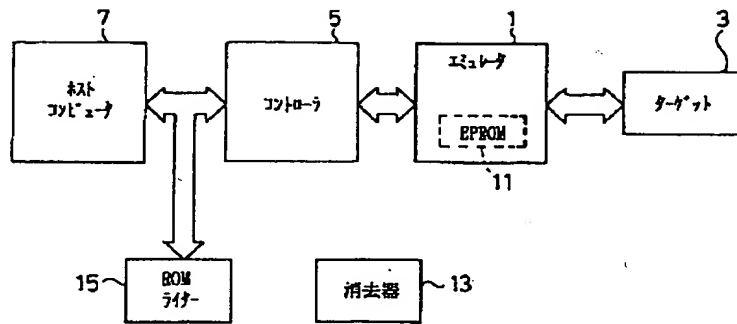 7
5
1
3
ホスト
コンピュータ
コントローラ
エミュレータ
EPROM
11
ターゲット
15
ROM
ライター
消去器
13